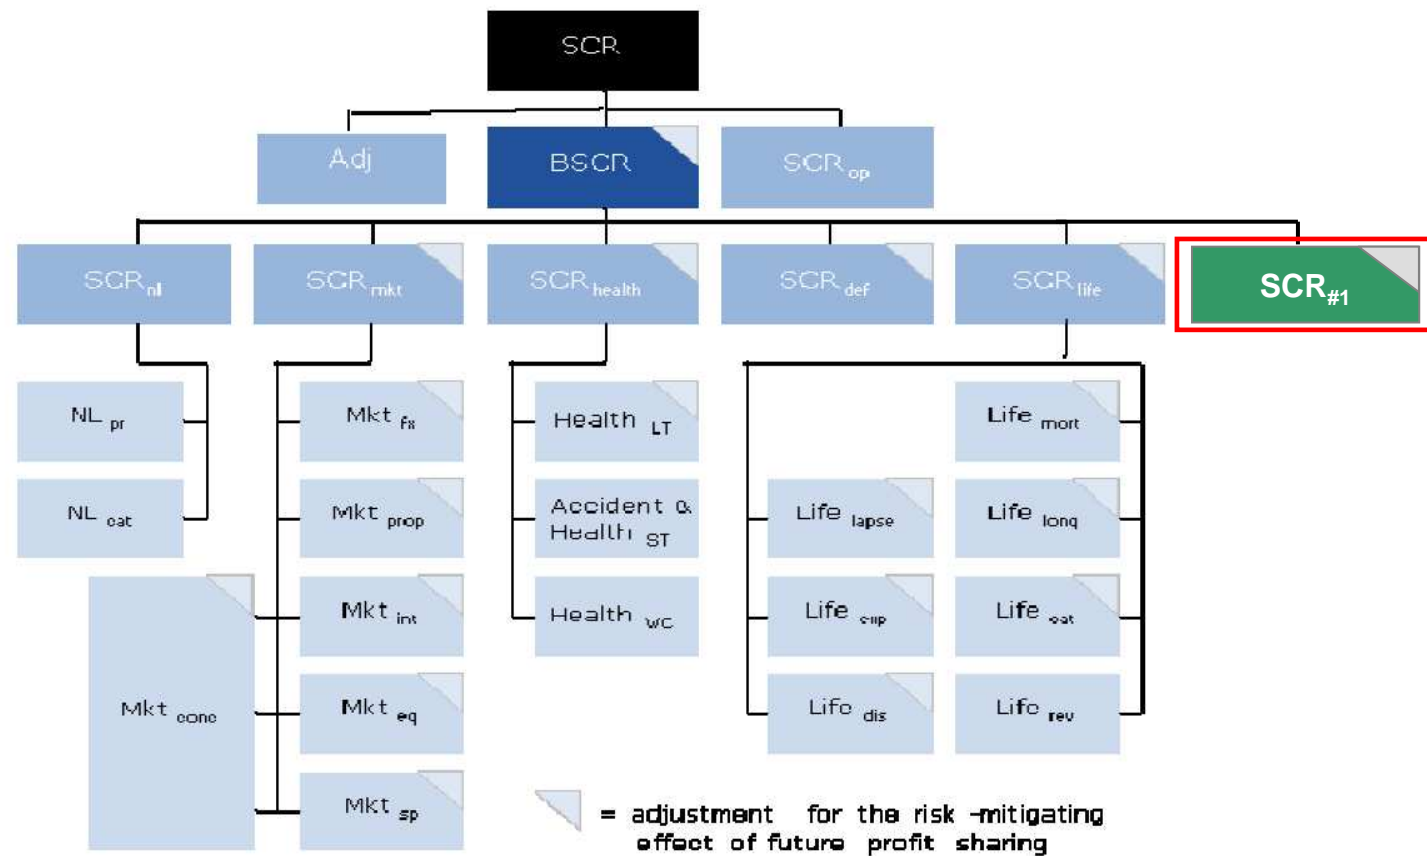 SCR
Adj
BSCR
SCR op
SCR nl
SCR mkt
SCR health
SCR def
SCR life
SCR #1
NL pr
Mkt fx
Health LT
Life mort
NL cat
Mkt prop
Accident &
Health ST
Life lapse
Life long
Mkt conc
Mkt int
Health WC
Life exp
Life cat
Mkt eq
Life dis
Life rev
Mkt sp
= adjustment for the risk -mitigating
effect of future profit sharing